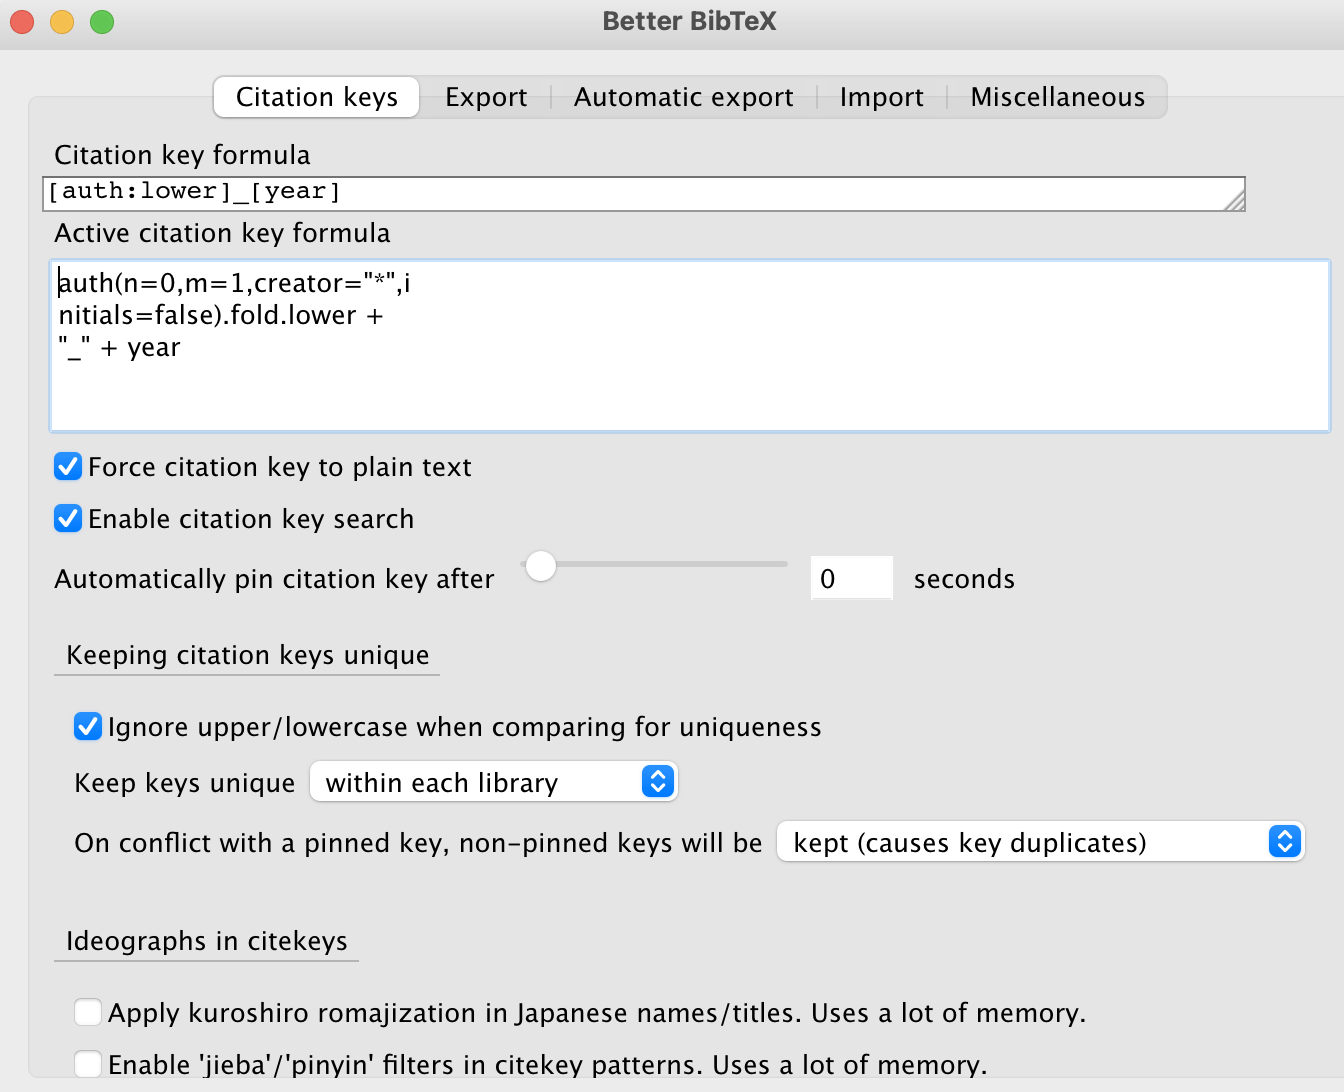 Better BibTeX
Citation keys Export Automatic export Import Miscellaneous
Citation key formula
[auth:lower]_[year]
Active citation key formula
auth(n=0,m=1,creator="*",i
nitials=false).fold.lower +
"_" + year
Force citation key to plain text
Enable citation key search
Automatically pin citation key after 0 seconds
Keeping citation keys unique
Ignore upper/lowercase when comparing for uniqueness
Keep keys unique within each library
On conflict with a pinned key, non-pinned keys will be kept (causes key duplicates)
Ideographs in citekeys
Apply kuroshiro romajization in Japanese names/titles. Uses a lot of memory.
Enable 'jieba'/'pinyin' filters in citekey patterns. Uses a lot of memory.